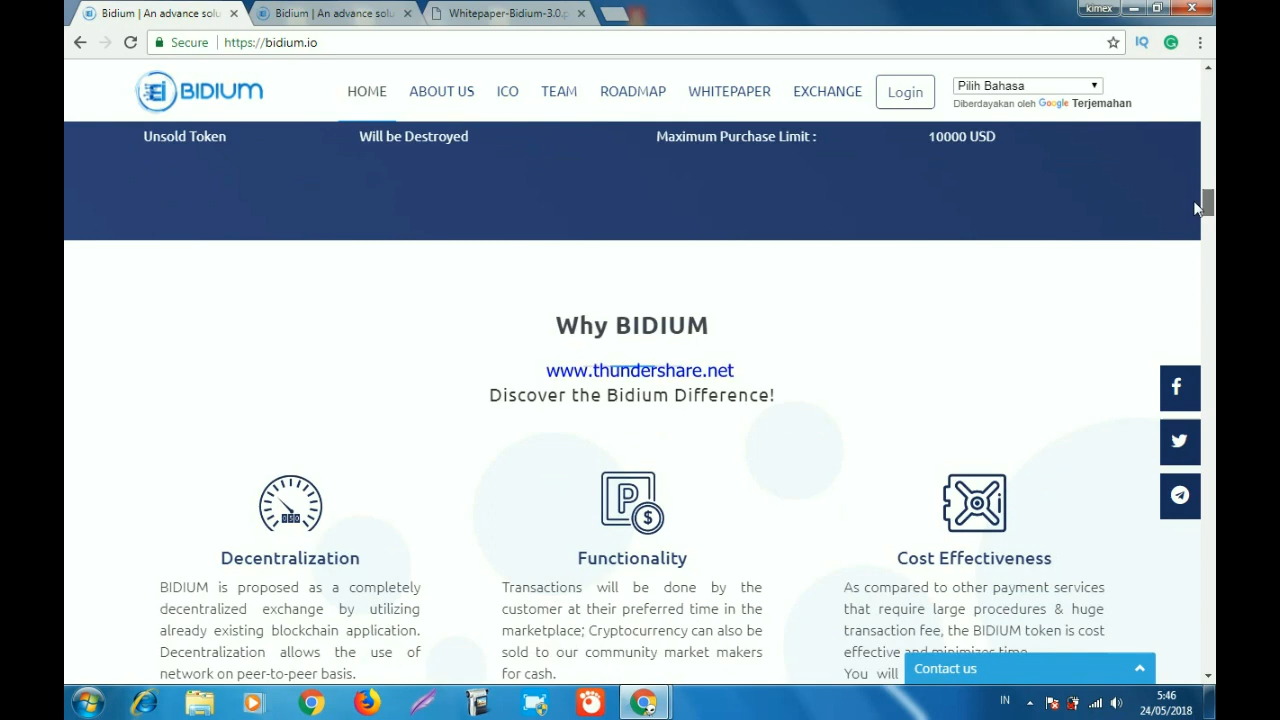 Bidium | An advance solu
Bidium | An advance solu
Whitepaper-Bidium-3.0.p
kimex
Secure
https://bidium.io
IQ
BIDIUM
HOME
ABOUT US
ICO
TEAM
ROADMAP
WHITEPAPER
EXCHANGE
Login
Pilih Bahasa
Diberdayakan oleh Google Terjemahan
Unsold Token
Will be Destroyed
Maximum Purchase Limit :
10000 USD
Why BIDIUM
www.thundershare.net
Discover the Bidium Difference!
Decentralization
BIDIUM is proposed as a completely
decentralized exchange by utilizing
already existing blockchain application.
Decentralization allows the use of
network on peer-to-peer basis.
Functionality
Transactions will be done by the
customer at their preferred time in the
marketplace; Cryptocurrency can also be
sold to our community market makers
for cash.
Cost Effectiveness
As compared to other payment services
that require large procedures & huge
transaction fee, the BIDIUM token is cost
effective and minimizes time.
You will
Contact us
IN
5:46
24/05/2018